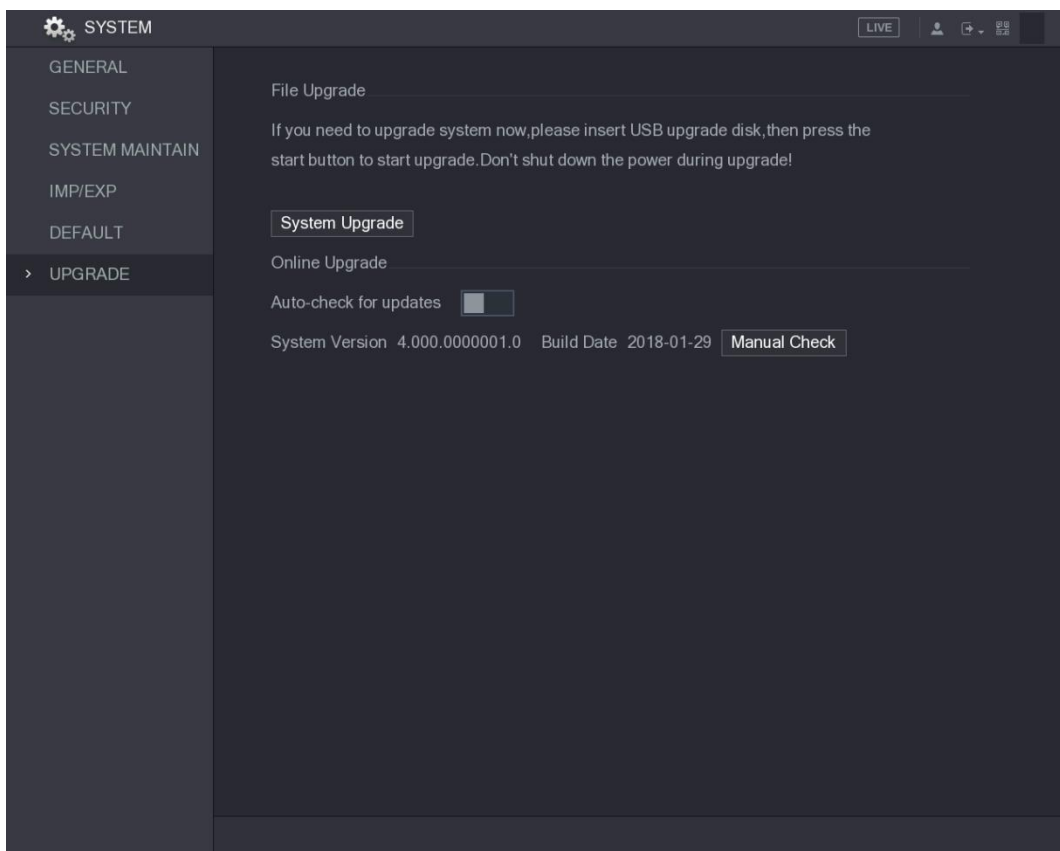 SYSTEM
LIVE
GENERAL
SECURITY
SYSTEM MAINTAIN
IMP/EXP
DEFAULT
UPGRADE
File Upgrade
If you need to upgrade system now,please insert USB upgrade disk,then press the
start button to start upgrade.Don't shut down the power during upgrade!
System Upgrade
Online Upgrade
Auto-check for updates
System Version 4.000.0000001.0 Build Date 2018-01-29 Manual Check